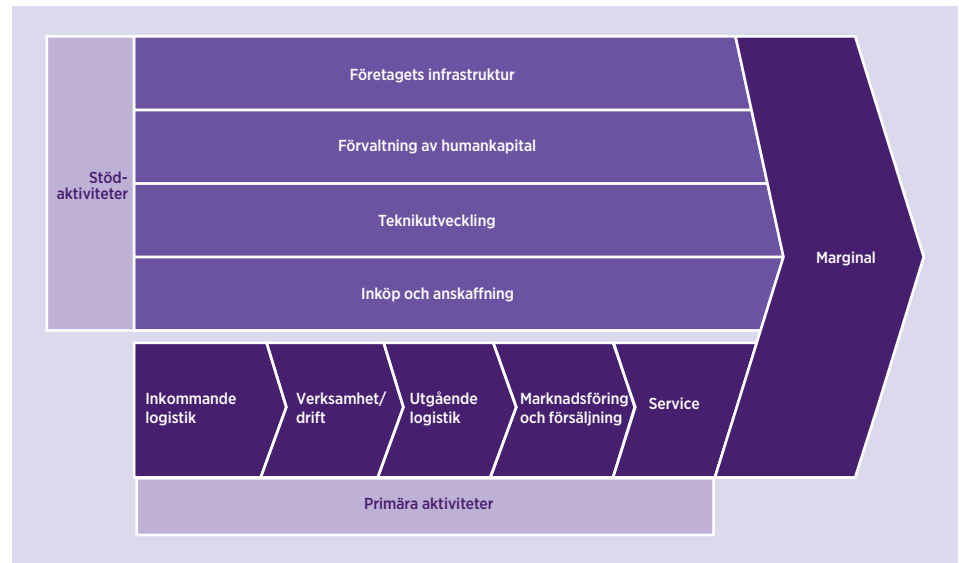 Företagets infrastruktur
Förvaltning av humankapital
Stöd-
aktiviteter
Teknikutveckling
Marginal
Inköp och anskaffning
Inkommande
logistik
Verksamhet/
drift
Utgående
logistik
Marknadsföring
och försäljning
Service
Primära aktiviteter